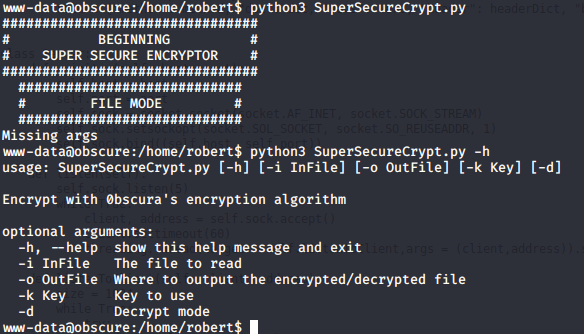 www-data@obscure:/home/robert$ python3 SuperSecureCrypt.py
################################
#           BEGINNING          #
#    SUPER SECURE ENCRYPTOR    #
################################
  ############################
  #        FILE MODE         #
  ############################
Missing args
www-data@obscure:/home/robert$ python3 SuperSecureCrypt.py -h
usage: SuperSecureCrypt.py [-h] [-i InFile] [-o OutFile] [-k Key] [-d]
Encrypt with 0bscura's encryption algorithm
optional arguments:
  -h, --help  show this help message and exit
  -i InFile   The file to read
  -o OutFile  Where to output the encrypted/decrypted file
  -k Key      Key to use
  -d          Decrypt mode
www-data@obscure:/home/robert$